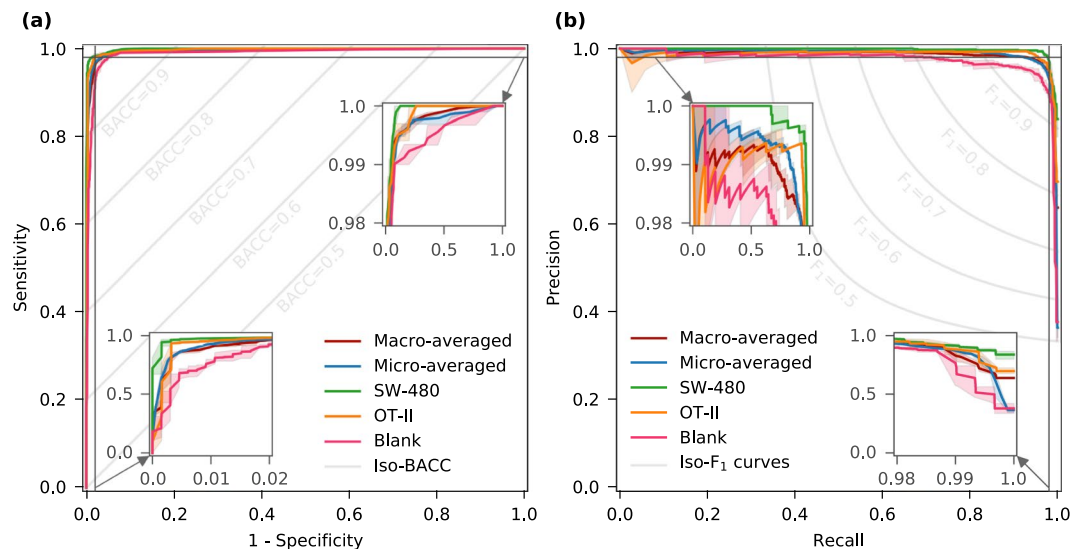 (a)
1.0
0.8
0.6
0.4
0.2
0.0
Sensitivity
0.0
0.2
0.4
0.6
0.8
1.0
1 - Specificity
BACC=0.9
BACC=0.8
BACC=0.7
BACC=0.6
BACC=0.5
1.00
0.99
0.98
0.0
0.5
1.0
1.0
0.5
0.0
0.00
0.01
0.02
Macro-averaged
Micro-averaged
SW-480
OT-II
Blank
Iso-BACC
(b)
1.0
0.8
0.6
0.4
0.2
0.0
Precision
0.0
0.2
0.4
0.6
0.8
1.0
Recall
F₁=0.9
F₁=0.8
F₁=0.7
F₁=0.6
F₁=0.5
1.00
0.99
0.98
0.0
0.5
1.0
1.0
0.5
0.0
0.98
0.99
1.0
Macro-averaged
Micro-averaged
SW-480
OT-II
Blank
Iso-F₁ curves